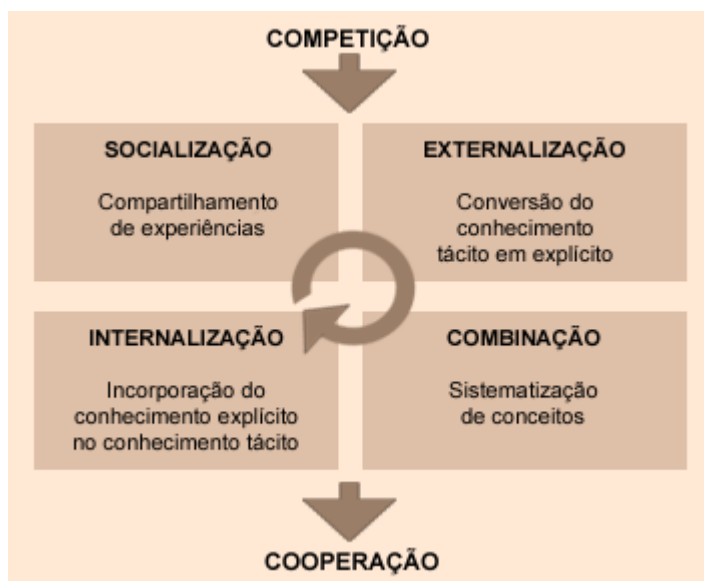 COMPETIÇÃO
SOCIALIZAÇÃO
Compartilhamento
de experiências
EXTERNALIZAÇÃO
Conversão do
conhecimento
tácito em explícito
INTERNALIZAÇÃO
Incorporação do
conhecimento explícito
no conhecimento tácito
COMBINAÇÃO
Sistematização
de conceitos
COOPERAÇÃO